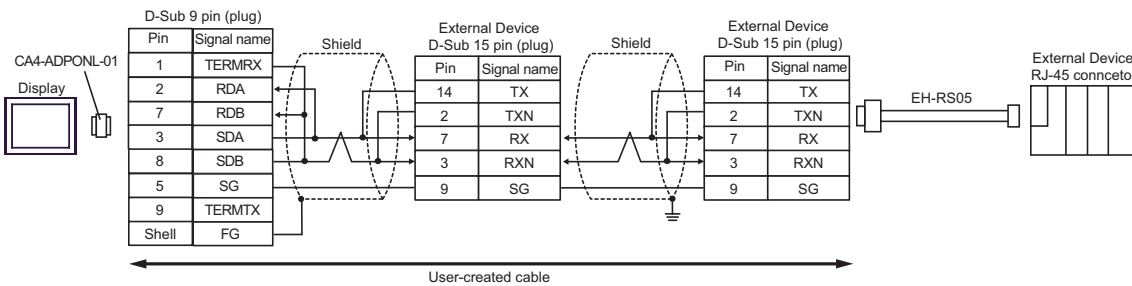 D-Sub 9 pin (plug)
Pin Signal name
1 TERMRX
2 RDA
7 RDB
3 SDA
8 SDB
5 SG
9 TERMTX
Shell FG
CA4-ADPONL-01
Display
Shield
External Device
D-Sub 15 pin (plug)
Pin Signal name
14 TX
2 TXN
7 RX
3 RXN
9 SG
Shield
External Device
D-Sub 15 pin (plug)
Pin Signal name
14 TX
2 TXN
7 RX
3 RXN
9 SG
EH-RS05
External Device
RJ-45 connceto
User-created cable